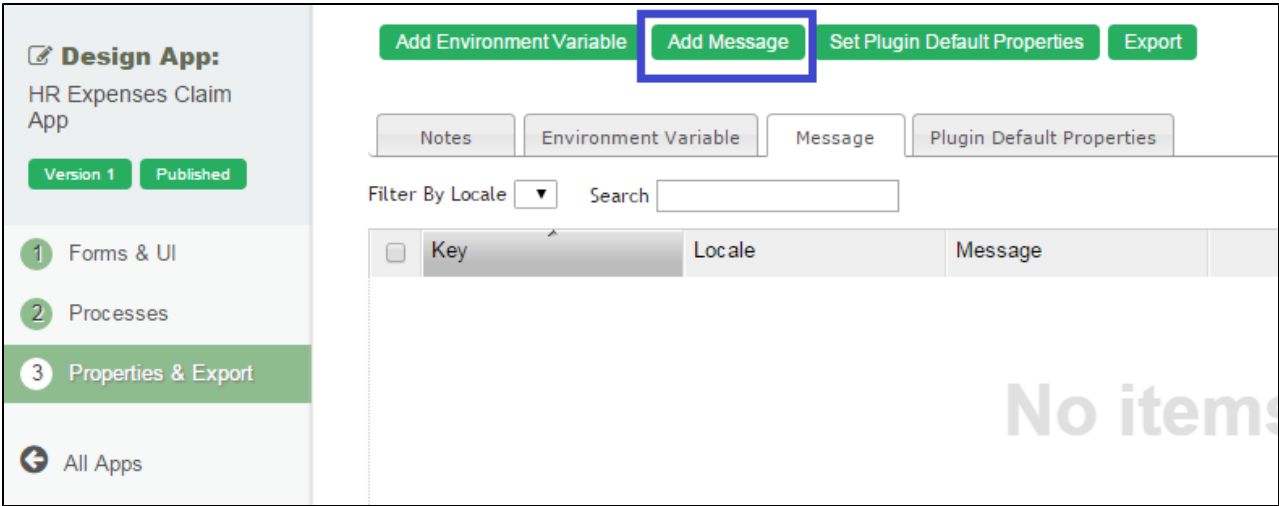 Design App:
HR Expenses Claim
App
Version 1 Published
1 Forms & UI
2 Processes
3 Properties & Export
All Apps
Add Environment Variable Add Message Set Plugin Default Properties Export
Notes Environment Variable Message Plugin Default Properties
Filter By Locale Search
Key Locale Message
No items